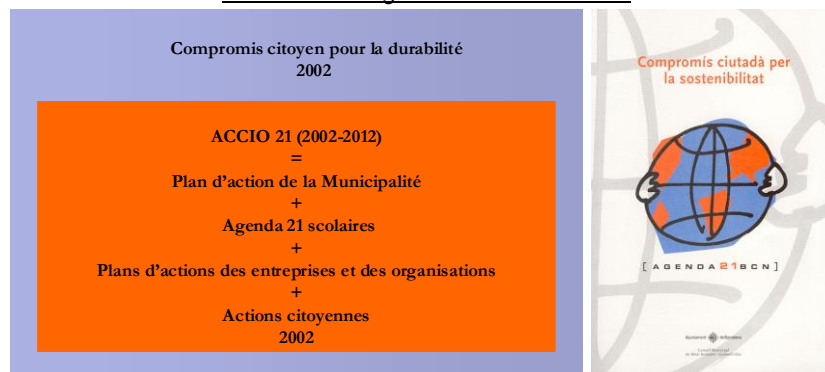 Compromis citoyen pour la durabilité
2002
ACCIO 21 (2002-2012)
=
Plan d'action de la Municipalité
+
Agenda 21 scolaires
+
Plans d'actions des entreprises et des organisations
+
Actions citoyennes
2002
Compromís ciutadà per
la sostenibilitat
[ AGENDA21BCN ]
Ajuntament de Barcelona